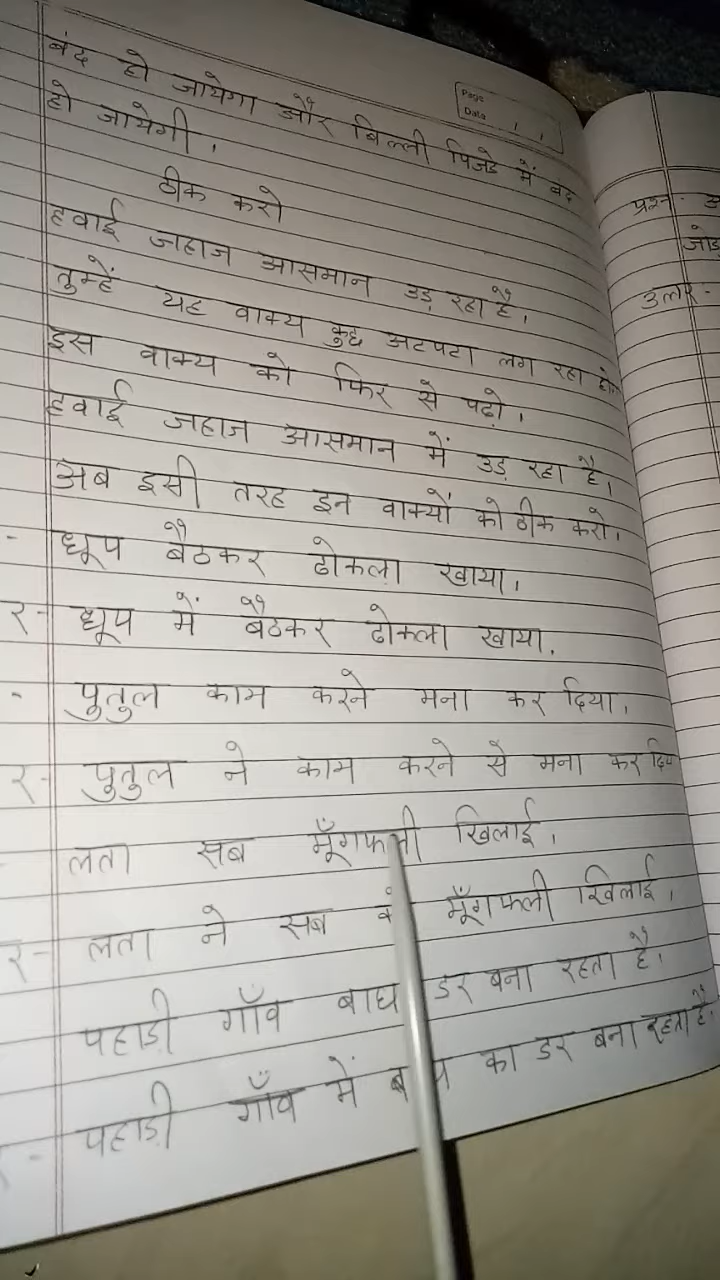 Page
Date
बंद हो जायेगा और बिल्ली पिंजडे में बंद
हो जायेगी।
ठीक करो
हवाई जहाज आसमान उड़ रहा है।
तुम्हें यह वाक्य कुछ अटपटा लग रहा
इस वाक्य को फिर से पढ़ो।
हवाई जहाज आसमान में उड़ रहा है।
अब इसी तरह इन वाक्यों को ठीक करो।
- धूप बैठकर ढोकला खाया।
र- धूप में बैठकर ढोकला खाया.
- पुतुल काम करने मना कर दिया।
र- पुतुल ने काम करने से मना कर दिय
- लता सब मूँगफली खिलाई।
र- लता ने सब मूँगफली खिलाई।
पहाड़ी गाँव बाघ डर बना रहता है।
र- पहाड़ी गाँव में का डर बना रहता है।
प्रश्न-
जोड़
उत्तर-